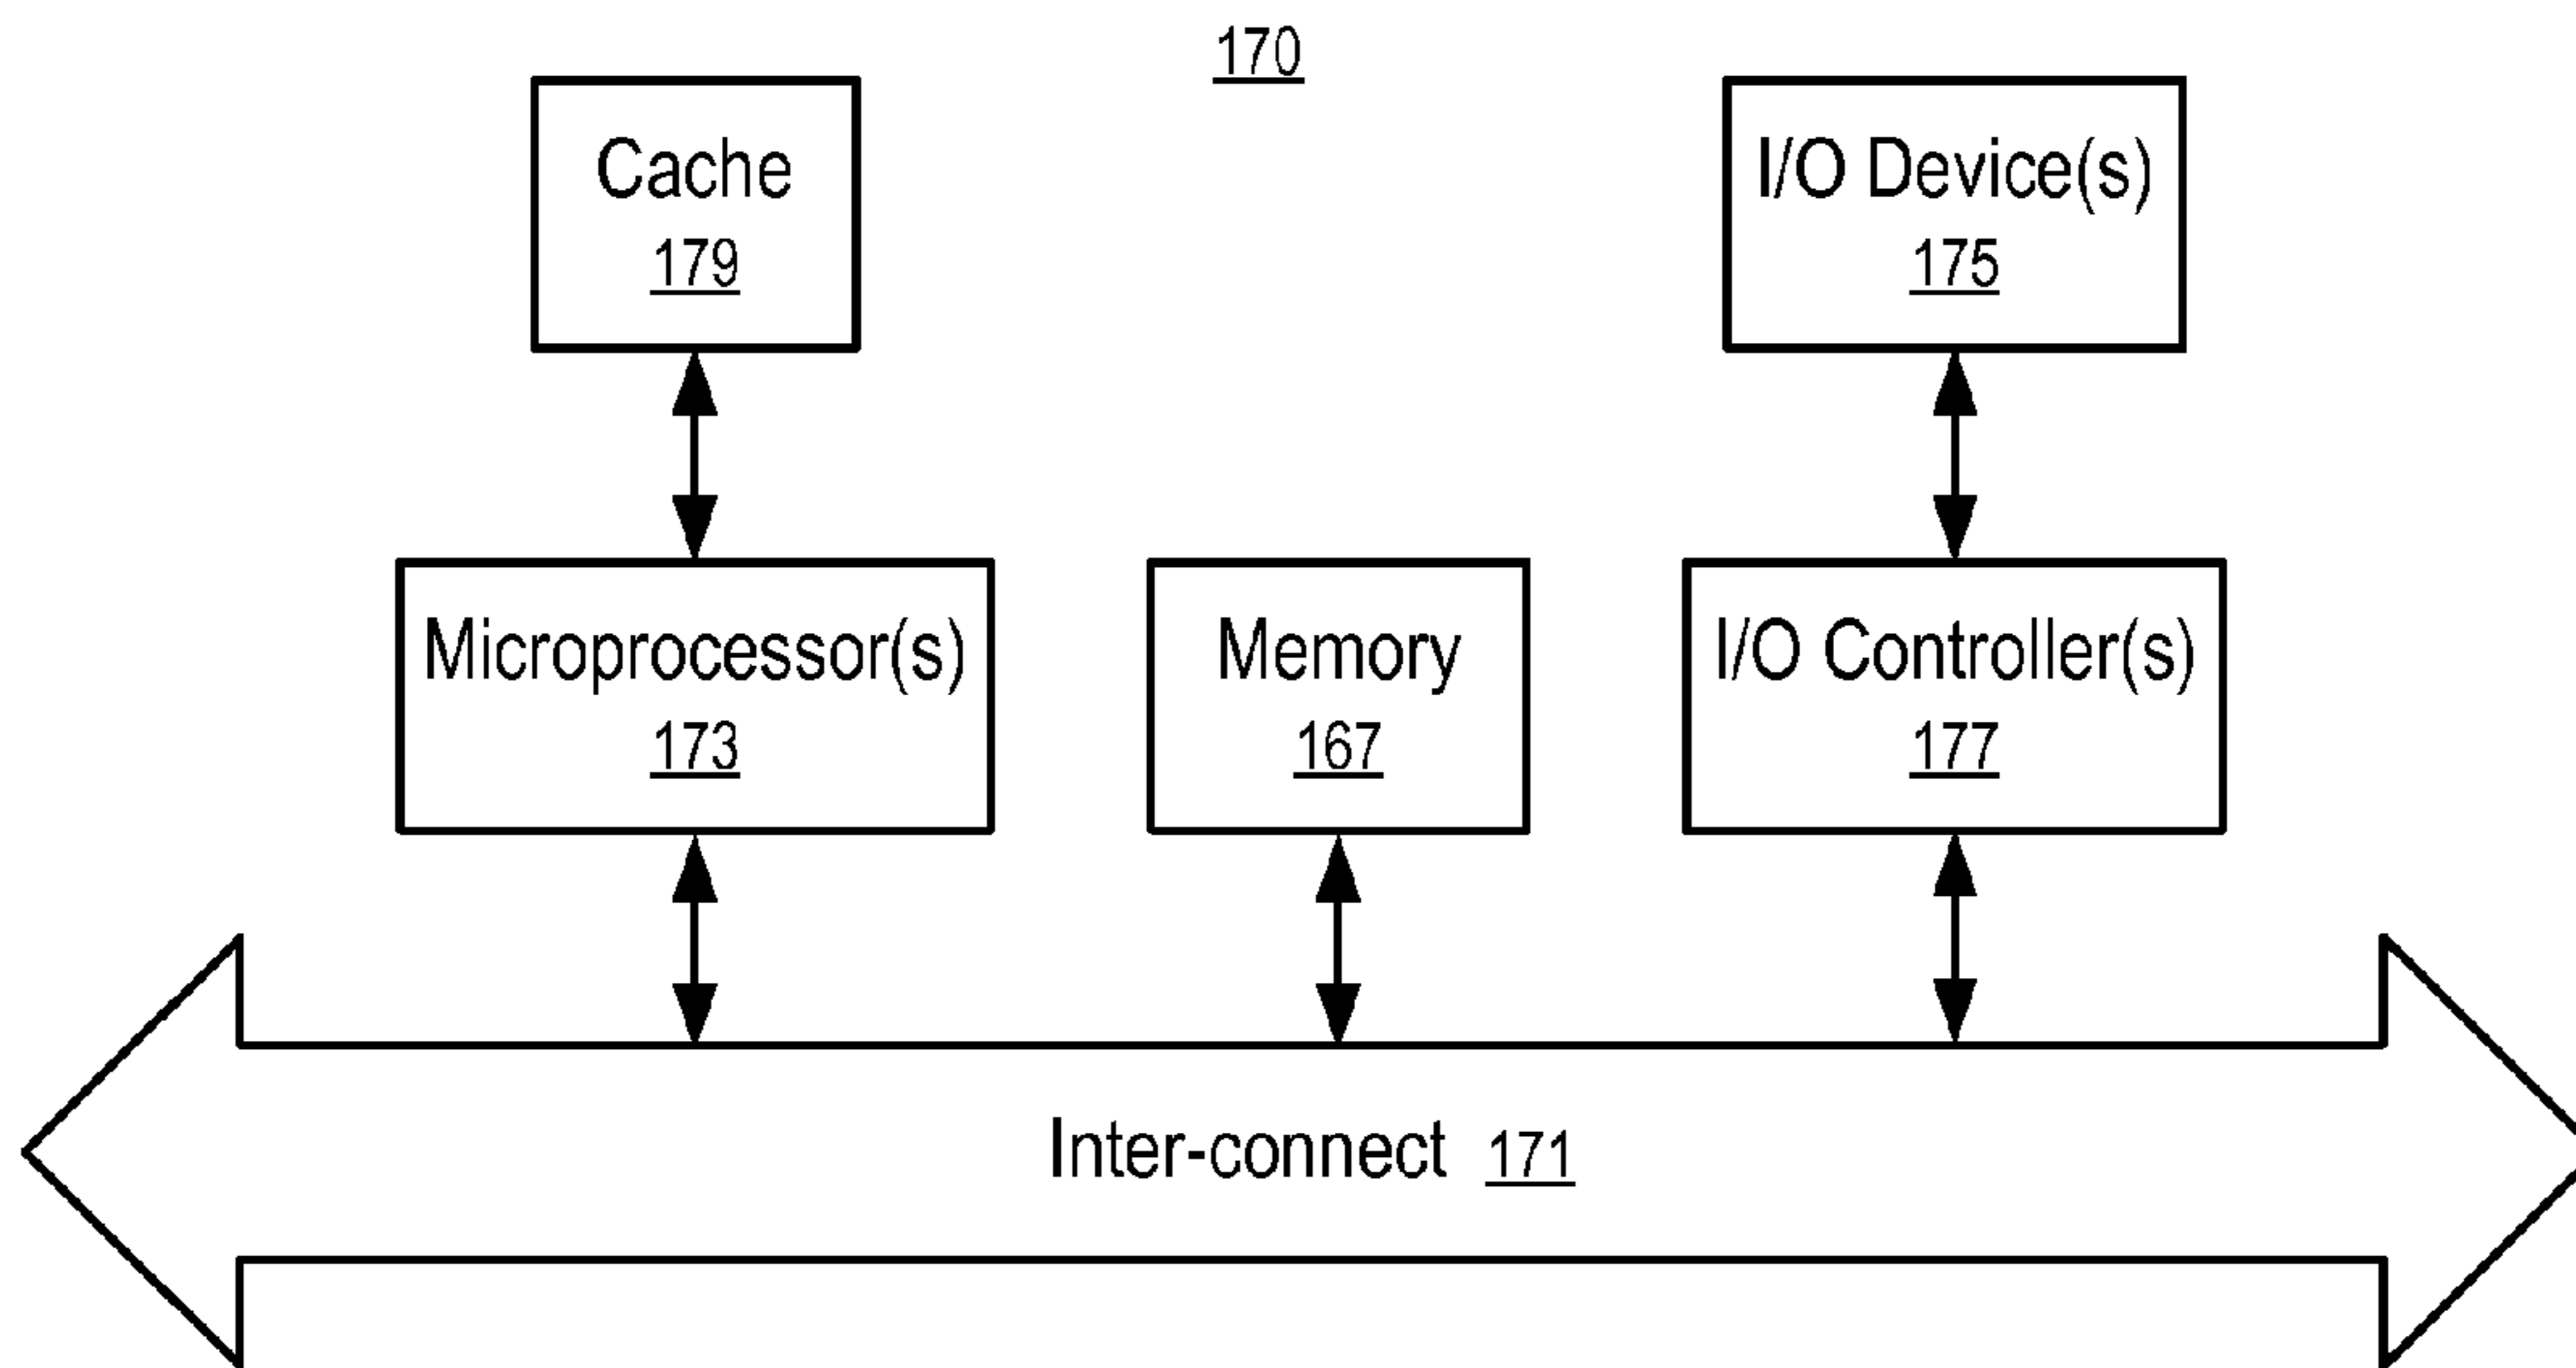 170
Cache
179
I/O Device(s)
175
Microprocessor(s)
173
Memory
167
I/O Controller(s)
177
Inter-connect 171